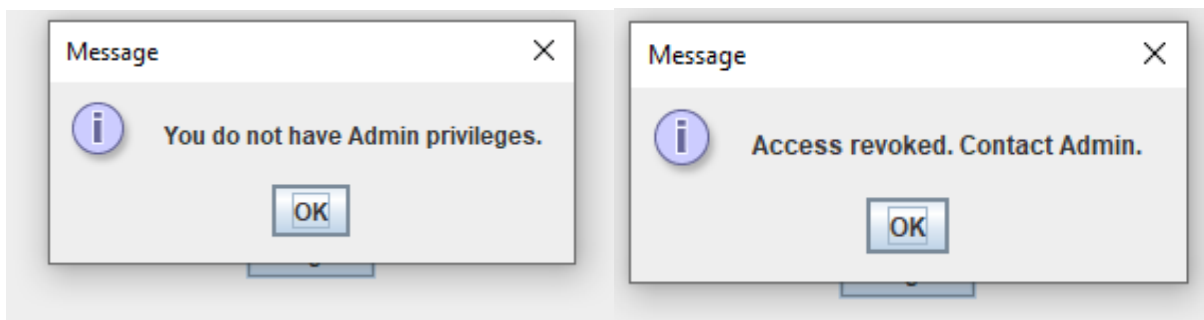 Message
You do not have Admin privileges.
OK
Message
Access revoked. Contact Admin.
OK